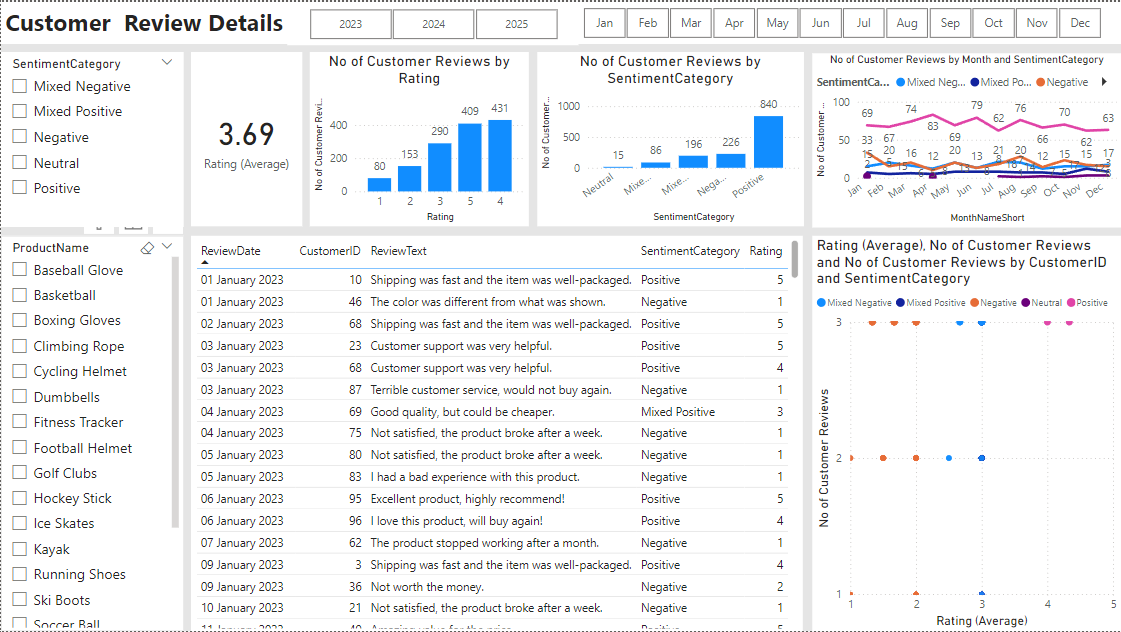 Customer Review Details
2023
2024
2025
Jan
Feb
Mar
Apr
May
Jun
Jul
Aug
Sep
Oct
Nov
Dec
SentimentCategory
Mixed Negative
Mixed Positive
Negative
Neutral
Positive
3.69
Rating (Average)
No of Customer Reviews by
Rating
No of Customer Revi...
400
200
0
80
153
290
409
431
1
2
3
5
4
Rating
No of Customer Reviews by
SentimentCategory
No of Customer...
1000
500
0
15
86
196
226
840
Neutral
Mixe...
Mixe...
Nega...
Positive
SentimentCategory
No of Customer Reviews by Month and SentimentCategory
SentimentCa...
Mixed Neg...
Mixed Po...
Negative
No of Customer ...
100
50
0
69
67
74
83
69
79
62
76
66
70
62
63
33
20
16
12
20
13
21
20
12
15
15
17
Jan
Feb
Mar
Apr
May
Jun
Jul
Aug
Sep
Oct
Nov
Dec
MonthNameShort
ProductName
Baseball Glove
Basketball
Boxing Gloves
Climbing Rope
Cycling Helmet
Dumbbells
Fitness Tracker
Football Helmet
Golf Clubs
Hockey Stick
Ice Skates
Kayak
Running Shoes
Ski Boots
Soccer Ball
ReviewDate CustomerID ReviewText SentimentCategory Rating
01 January 2023 10 Shipping was fast and the item was well-packaged. Positive 5
01 January 2023 46 The color was different from what was shown. Negative 1
02 January 2023 68 Shipping was fast and the item was well-packaged. Positive 5
03 January 2023 23 Customer support was very helpful. Positive 5
03 January 2023 68 Customer support was very helpful. Positive 4
03 January 2023 87 Terrible customer service, would not buy again. Negative 1
04 January 2023 69 Good quality, but could be cheaper. Mixed Positive 3
04 January 2023 75 Not satisfied, the product broke after a week. Negative 1
05 January 2023 80 Not satisfied, the product broke after a week. Negative 1
05 January 2023 83 I had a bad experience with this product. Negative 1
06 January 2023 95 Excellent product, highly recommend! Positive 5
06 January 2023 96 I love this product, will buy again! Positive 4
07 January 2023 62 The product stopped working after a month. Negative 1
09 January 2023 3 Shipping was fast and the item was well-packaged. Positive 4
09 January 2023 36 Not worth the money. Negative 2
10 January 2023 21 Not satisfied, the product broke after a week. Negative 1
Rating (Average), No of Customer Reviews
and No of Customer Reviews by CustomerID
and SentimentCategory
Mixed Negative
Mixed Positive
Negative
Neutral
Positive
No of Customer Reviews
3
2
1
1
2
3
4
5
Rating (Average)